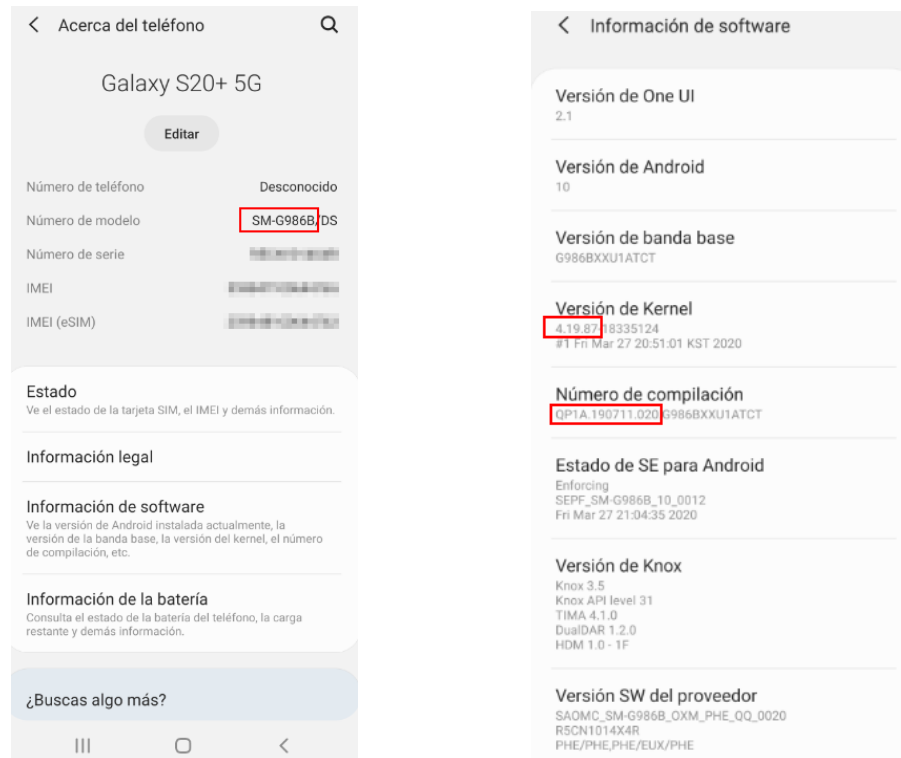 Acerca del teléfono
Galaxy S20+ 5G
Editar
Número de teléfono Desconocido
Número de modelo SM-G986B/DS
Número de serie
IMEI
IMEI (eSIM)
Estado
Ve el estado de la tarjeta SIM, el IMEI y demás información.
Información legal
Información de software
Ve la versión de Android instalada actualmente, la
versión de la banda base, la versión del kernel, el número
de compilación, etc.
Información de la batería
Consulta el estado de la batería del teléfono, la carga
restante y demás información.
¿Buscas algo más?
Información de software
Versión de One UI
2.1
Versión de Android
10
Versión de banda base
G986BXXU1ATCT
Versión de Kernel
4.19.87-18335124
#1 Fri Mar 27 20:51:01 KST 2020
Número de compilación
QP1A.190711.020.G986BXXU1ATCT
Estado de SE para Android
Enforcing
SEPF_SM-G986B_10_0012
Fri Mar 27 21:04:35 2020
Versión de Knox
Knox 3.5
Knox API level 31
TIMA 4.1.0
DualDAR 1.2.0
HDM 1.0 - 1F
Versión SW del proveedor
SAOMC_SM-G986B_OXM_PHE_QQ_0020
R5CN1014X4R
PHE/PHE,PHE/EUX/PHE